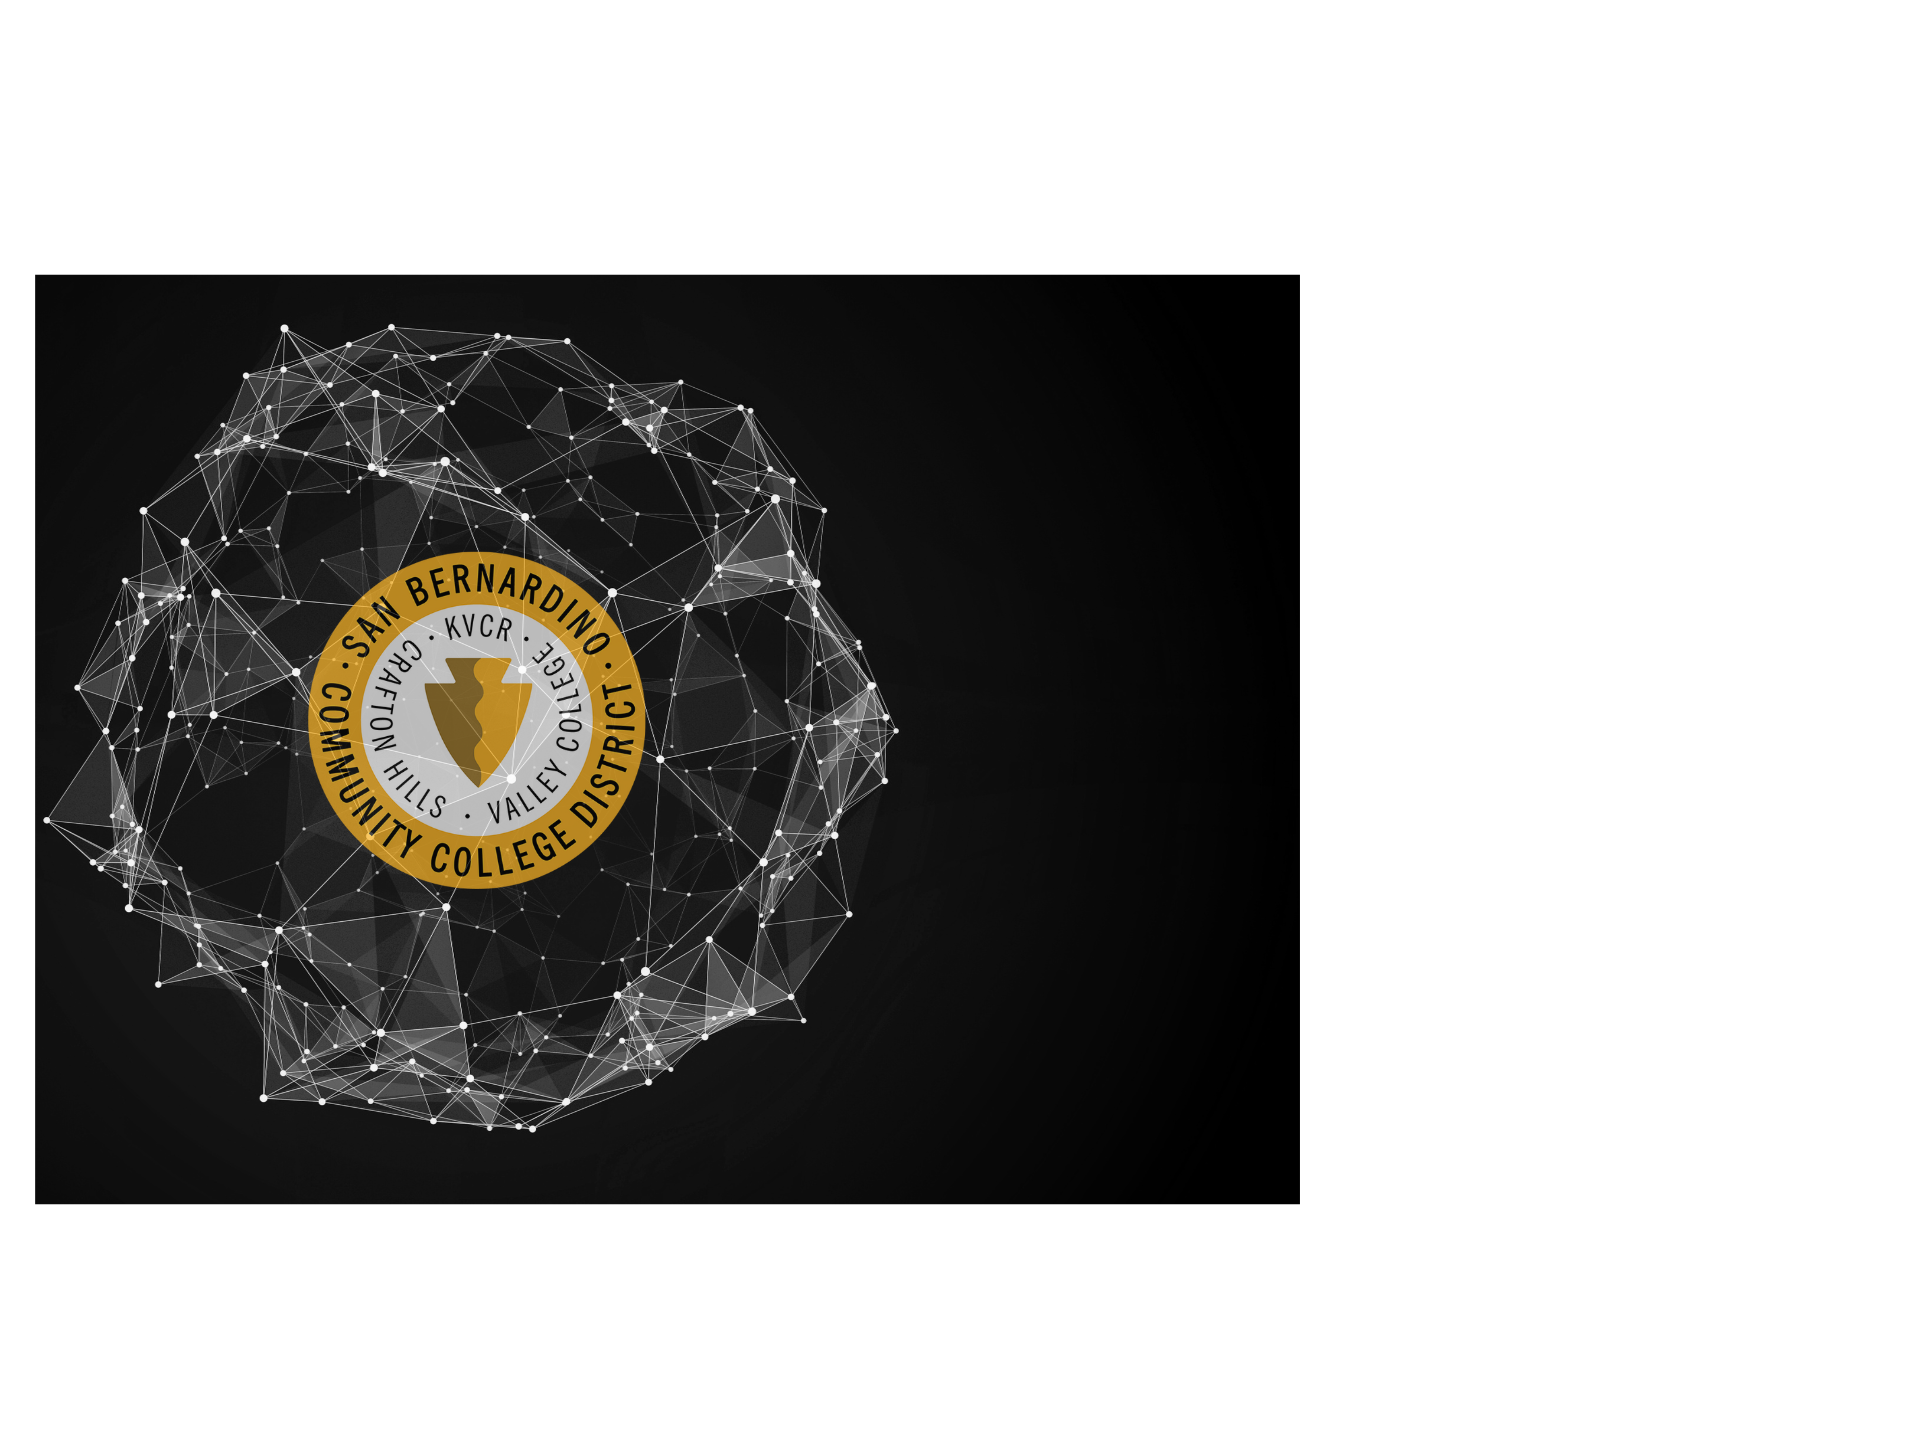 · SAN BERNARDINO ·
COMMUNITY COLLEGE DISTRICT
· KVCR ·
CRAFTON HILLS · VALLEY COLLEGE